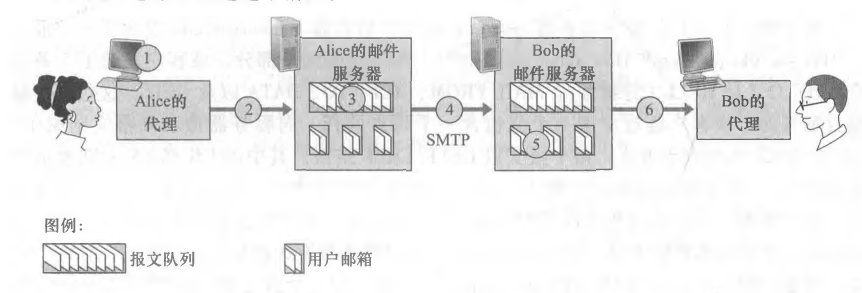 Alice的邮件
服务器
Bob的
邮件服务器
1
Alice的
代理
2
3
4
SMTP
5
6
Bob的
代理
图例：
报文队列
用户邮箱